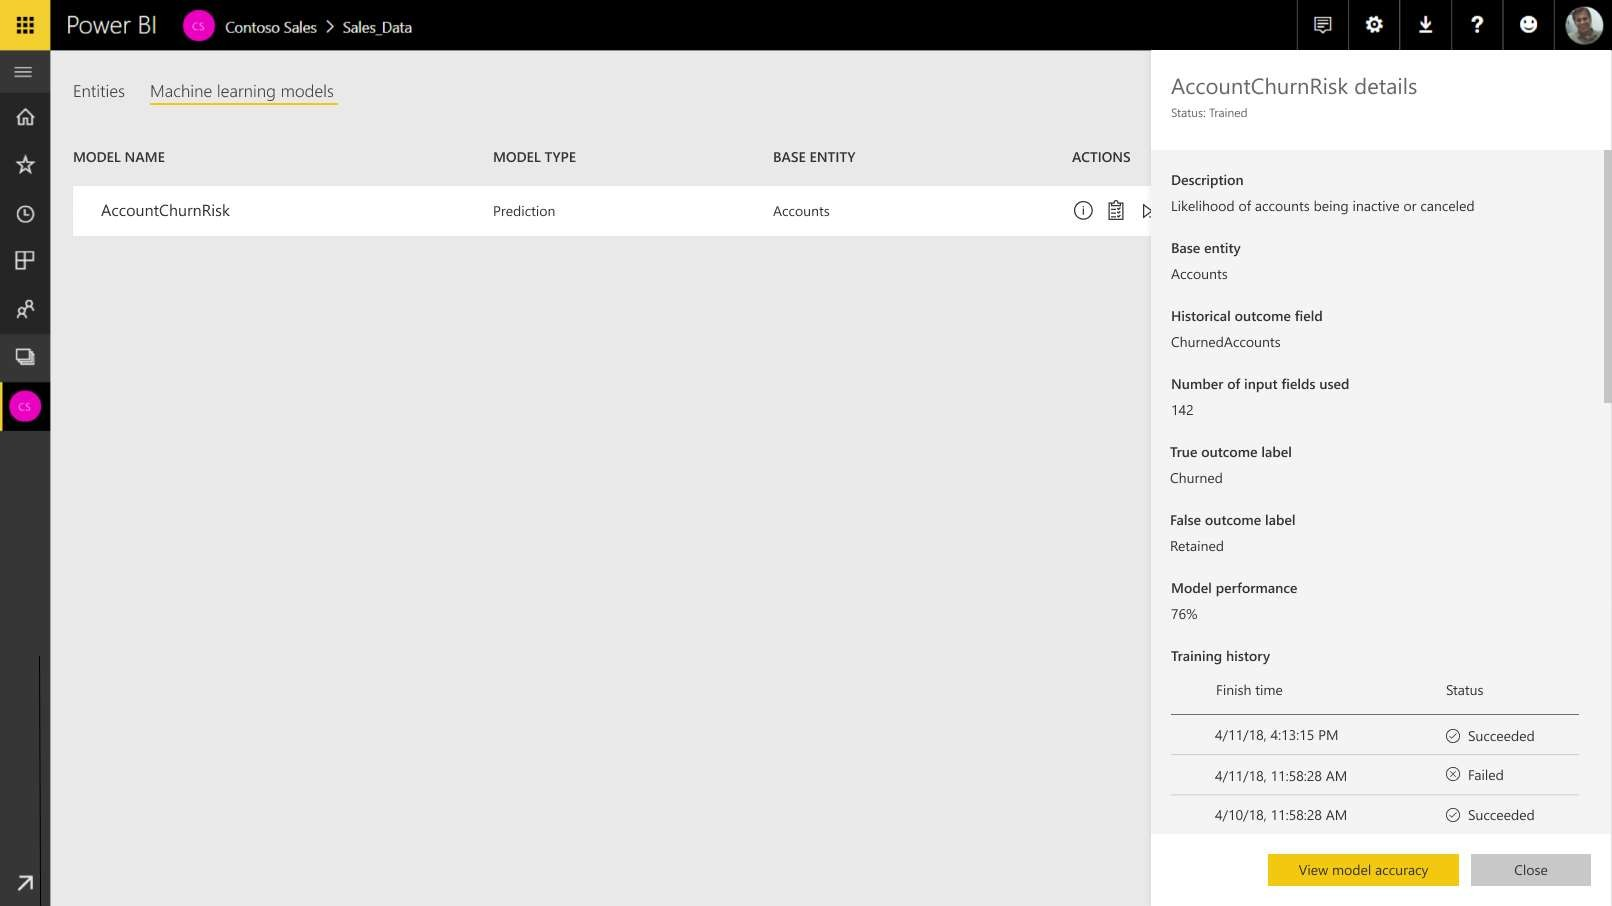 Power BI
CS
Contoso Sales > Sales_Data
?
Entities
Machine learning models
MODEL NAME
MODEL TYPE
BASE ENTITY
ACTIONS
AccountChurnRisk
Prediction
Accounts
CS
AccountChurnRisk details
Status: Trained
Description
Likelihood of accounts being inactive or canceled
Base entity
Accounts
Historical outcome field
ChurnedAccounts
Number of input fields used
142
True outcome label
Churned
False outcome label
Retained
Model performance
76%
Training history
Finish time
Status
4/11/18, 4:13:15 PM
Succeeded
4/11/18, 11:58:28 AM
Failed
4/10/18, 11:58:28 AM
Succeeded
View model accuracy
Close